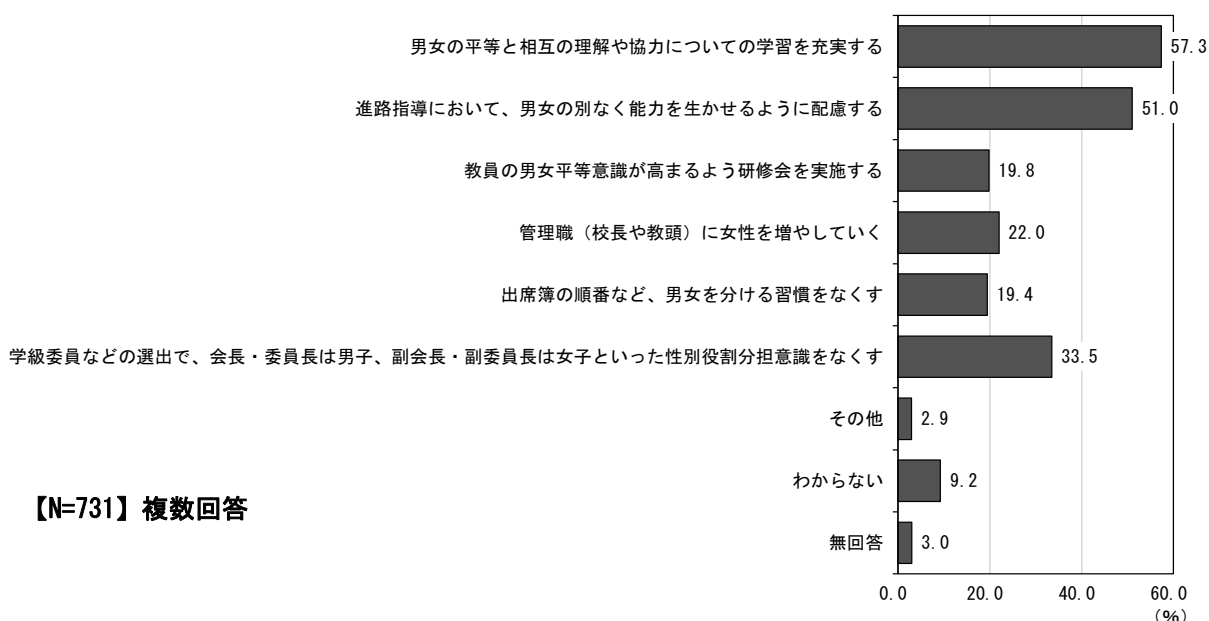 男女の平等と相互の理解や協力についての学習を充実する 57.3
進路指導において、男女の別なく能力を生かせるように配慮する 51.0
教員の男女平等意識が高まるよう研修会を実施する 19.8
管理職（校長や教頭）に女性を増やしていく 22.0
出席簿の順番など、男女を分ける習慣をなくす 19.4
学級委員などの選出で、会長・委員長は男子、副会長・副委員長は女子といった性別役割分担意識をなくす 33.5
その他 2.9
わからない 9.2
【N=731】複数回答
無回答 3.0
0.0 20.0 40.0 60.0
（%）